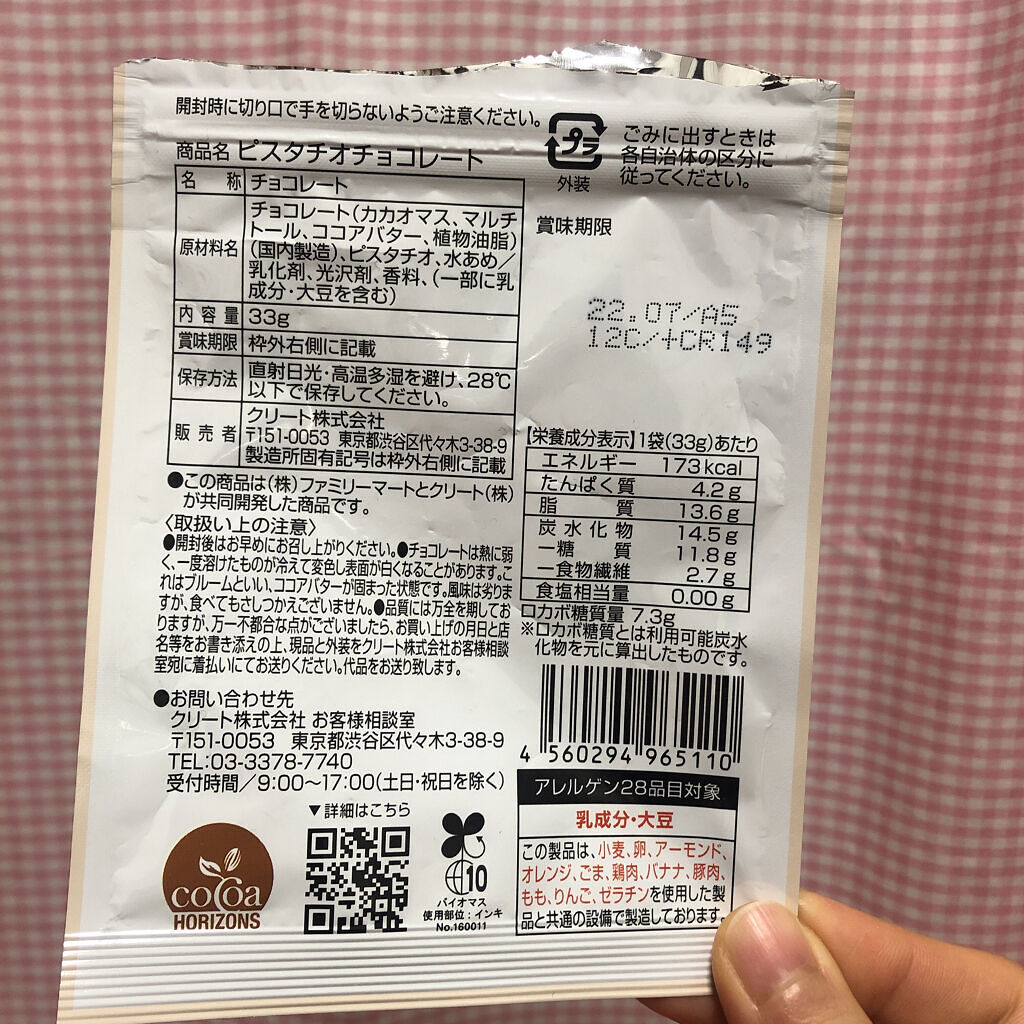 開封時に切り口で手を切らないようご注意ください。
商品名 ピスタチオチョコレート
プラ
外装
ごみに出すときは
各自治体の区分に
従ってください。
名称 チョコレート
原材料名 チョコレート(カカオマス、マルチ
トール、ココアバター、植物油脂)
(国内製造)、ピスタチオ、水あめ/
乳化剤、光沢剤、香料、(一部に乳
成分・大豆を含む)
内容量 33g
賞味期限 枠外右側に記載
保存方法 直射日光・高温多湿を避け、28℃
以下で保存してください。
販売者 クリート株式会社
〒151-0053 東京都渋谷区代々木3-38-9
製造所固有記号は枠外右側に記載
賞味期限
22.07/A5
12C/+CR149
●この商品は(株)ファミリーマートとクリート(株)
が共同開発した商品です。
〈取扱い上の注意〉
●開封後はお早めにお召し上がりください。●チョコレートは熱に弱
く、一度溶けたものが冷えて変色し表面が白くなることがあります。こ
れはブルームといい、ココアバターが固まった状態です。風味は劣りま
すが、食べてもさしつかえございません。●品質には万全を期してお
りますが、万一不都合な点がございましたら、お買い上げの月日と店
名等をお書き添えの上、現品と外装をクリート株式会社お客様相談
室宛に着払いにてお送りください。代品をお送り致します。
●お問い合わせ先
クリート株式会社 お客様相談室
〒151-0053 東京都渋谷区代々木3-38-9
TEL:03-3378-7740
受付時間/9:00〜17:00(土日・祝日を除く)
【栄養成分表示】1袋(33g)あたり
エネルギー 173kcal
たんぱく質 4.2g
脂質 13.6g
炭水化物 14.5g
ー糖質 11.8g
ー食物繊維 2.7g
食塩相当量 0.00g
ロカボ糖質量 7.3g
※ロカボ糖質とは利用可能炭水
化物を元に算出したものです。
4 560294 965110
アレルゲン28品目対象
乳成分・大豆
この製品は、小麦、卵、アーモンド、
オレンジ、ごま、鶏肉、バナナ、豚肉、
もも、りんご、ゼラチンを使用した製
品と共通の設備で製造しております。
▼詳細はこちら
cocoa
HORIZONS
10
バイオマス
使用部位:インキ
No.160011